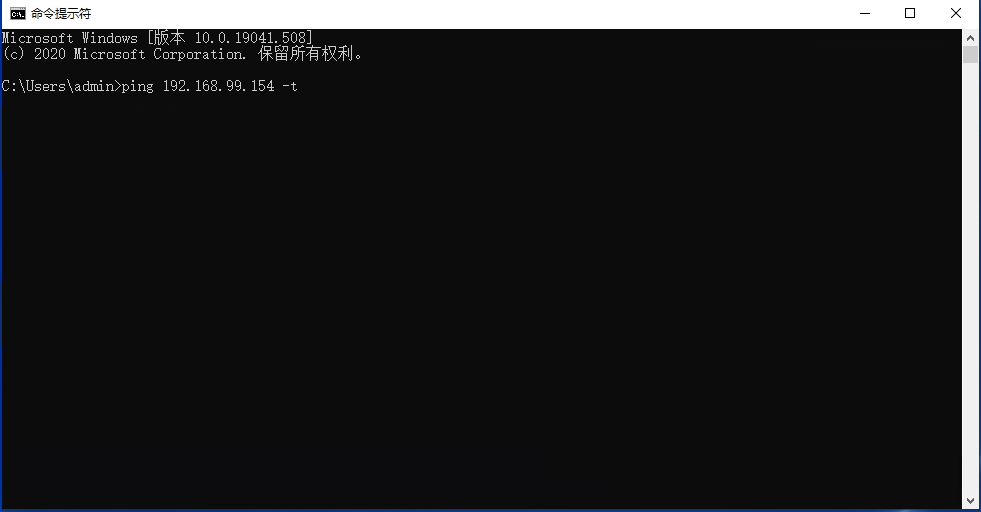 命令提示符
Microsoft Windows [版本 10.0.19041.508]
(c) 2020 Microsoft Corporation. 保留所有权利。
C:\Users\admin>ping 192.168.99.154 -t